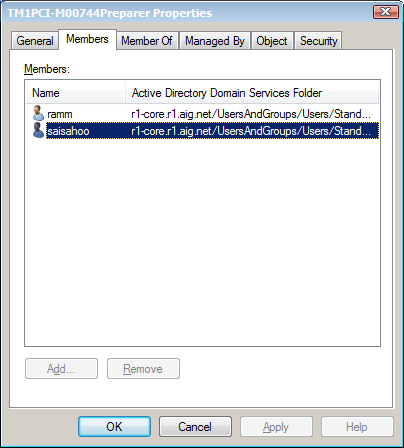 TM1PCI-M00744Preparer Properties
General Members Member Of Managed By Object Security
Members:
Name Active Directory Domain Services Folder
ramm r1-core.r1.aig.net/UsersAndGroups/Users/Stand...
saisahoo r1-core.r1.aig.net/UsersAndGroups/Users/Stand...
Add... Remove
OK Cancel Apply Help